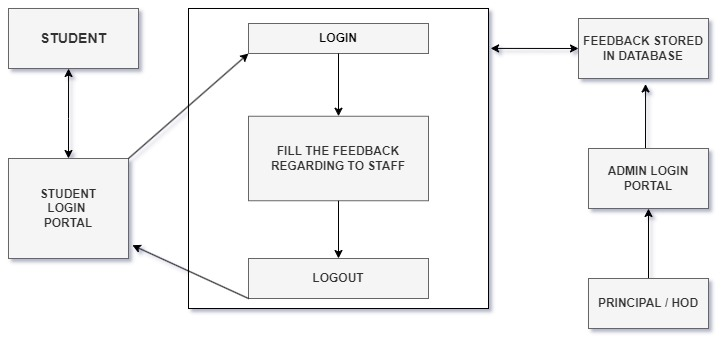 STUDENT
LOGIN
FEEDBACK STORED
IN DATABASE
FILL THE FEEDBACK
REGARDING TO STAFF
STUDENT
LOGIN
PORTAL
ADMIN LOGIN
PORTAL
LOGOUT
PRINCIPAL / HOD